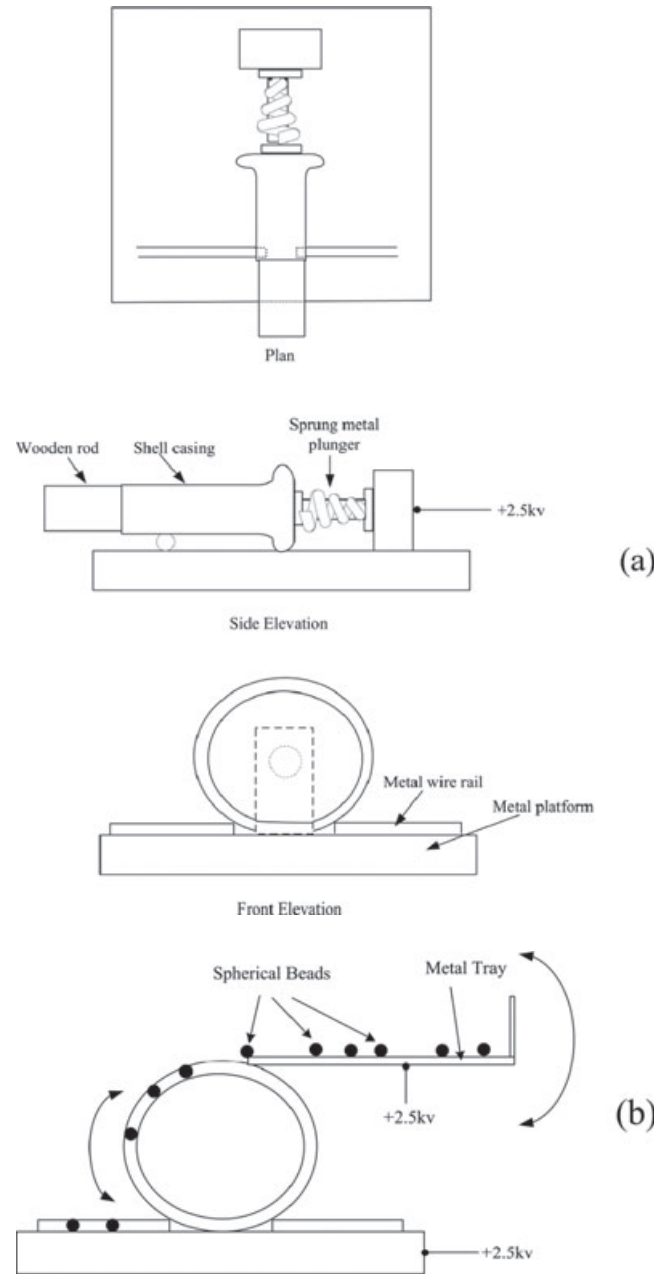 Plan
Sprung metal
plunger
Wooden rod
Shell casing
+2.5kv
(a)
Side Elevation
Metal wire rail
Metal platform
Front Elevation
Spherical Beads
Metal Tray
+2.5kv
(b)
+2.5kv